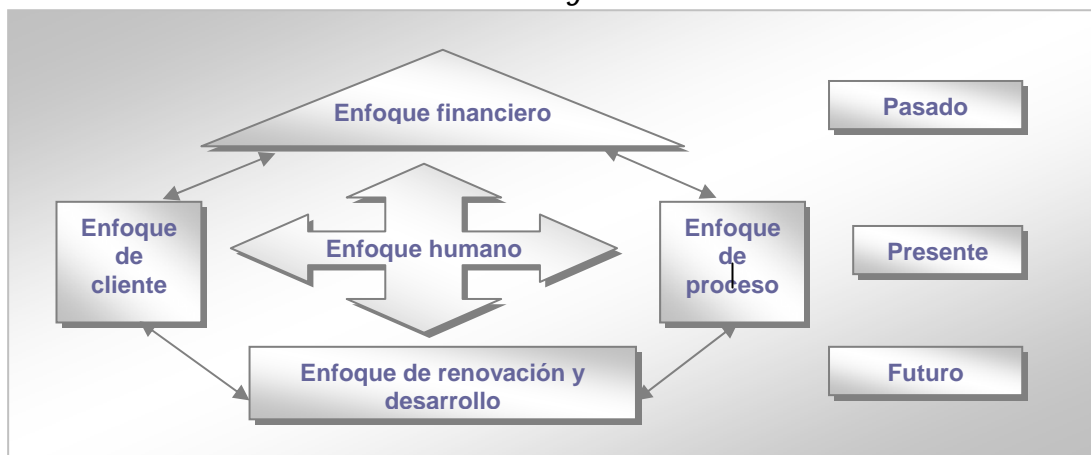 Enfoque financiero
Pasado
Enfoque
de
cliente
Enfoque humano
Enfoque
de
proceso
Presente
Enfoque de renovación y
desarrollo
Futuro